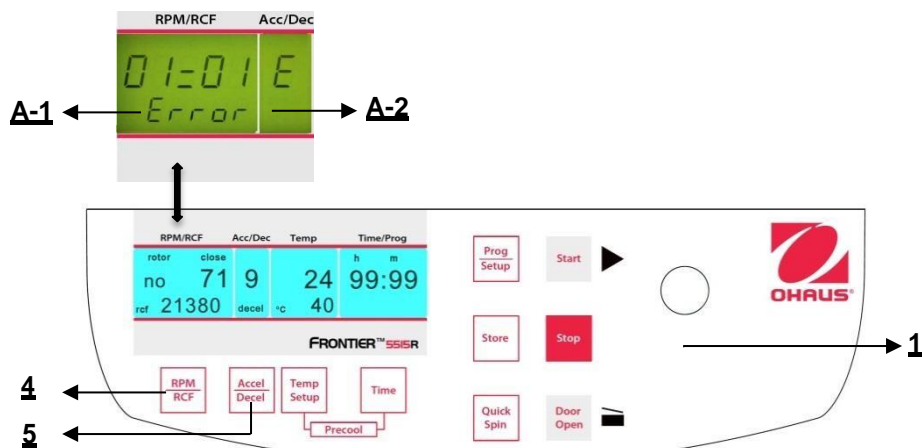 RPM/RCF Acc/Dec
01=01 E
Error
A-1
A-2
RPM/RCF Acc/Dec Temp Time/Prog
rotor close h m
no 71 9 24 99:99
rcf 21380 decel °C 40
FRONTIER™ 5515R
RPM
RCF
Accel
Decel
Temp
Setup
Time
Precool
Prog
Setup
Start
Store
Stop
Quick
Spin
Door
Open
OHAUS®
1
4
5